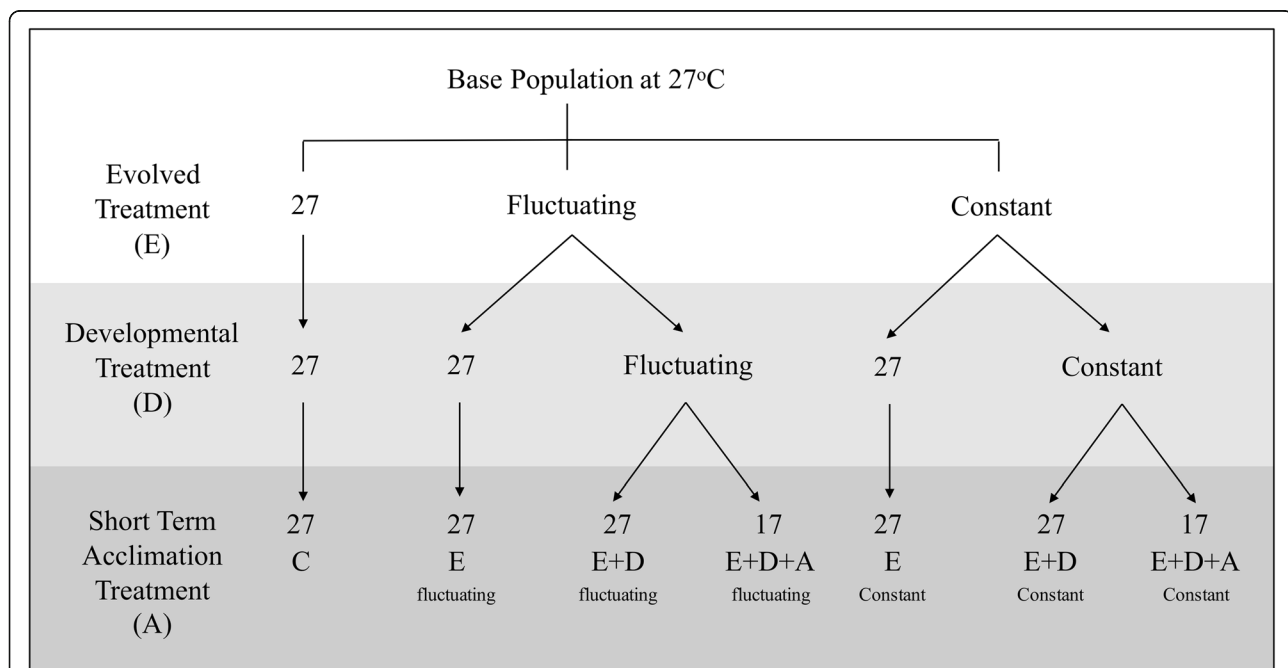 Base Population at 27°C
Evolved
Treatment
(E)
27 Fluctuating Constant
Developmental
Treatment
(D)
27 27 Fluctuating 27 Constant
Short Term
Acclimation
Treatment
(A)
27 27 27 17 27 27 17
C E E+D E+D+A E E+D E+D+A
fluctuating fluctuating fluctuating Constant Constant Constant